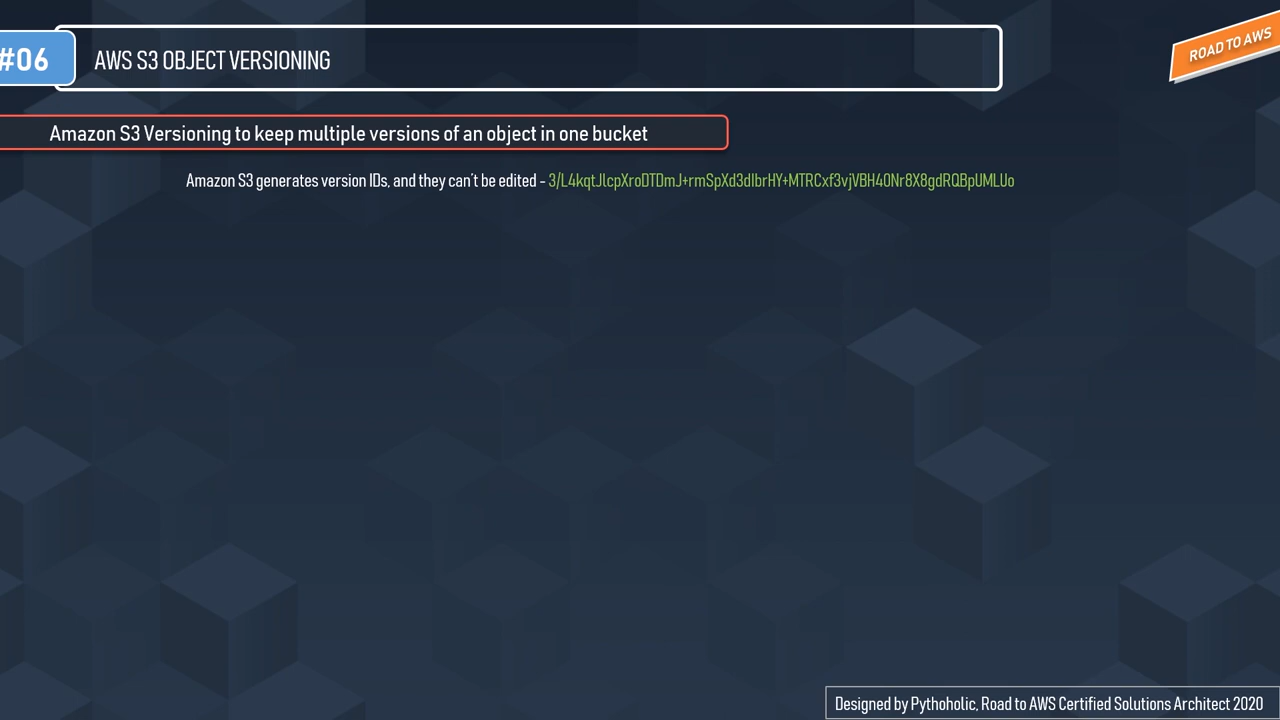 #06
AWS S3 OBJECT VERSIONING
ROAD TO AWS
Amazon S3 Versioning to keep multiple versions of an object in one bucket
Amazon S3 generates version IDs, and they can't be edited - 3/L4kqtJlcpXroDTDmJ+rmSpXd3dIbrHY+MTRCxf3vjVBH40Nr8X8gdRQBpUMLUo
Designed by Pythoholic, Road to AWS Certified Solutions Architect 2020